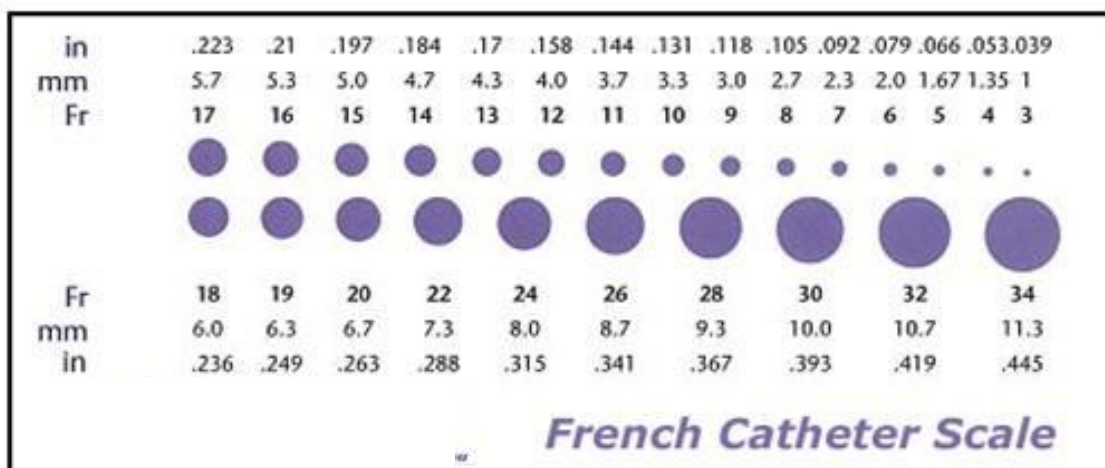 in .223 .21 .197 .184 .17 .158 .144 .131 .118 .105 .092 .079 .066 .053 .039
mm 5.7 5.3 5.0 4.7 4.3 4.0 3.7 3.3 3.0 2.7 2.3 2.0 1.67 1.35 1
Fr 17 16 15 14 13 12 11 10 9 8 7 6 5 4 3
Fr 18 19 20 22 24 26 28 30 32 34
mm 6.0 6.3 6.7 7.3 8.0 8.7 9.3 10.0 10.7 11.3
in .236 .249 .263 .288 .315 .341 .367 .393 .419 .445
French Catheter Scale